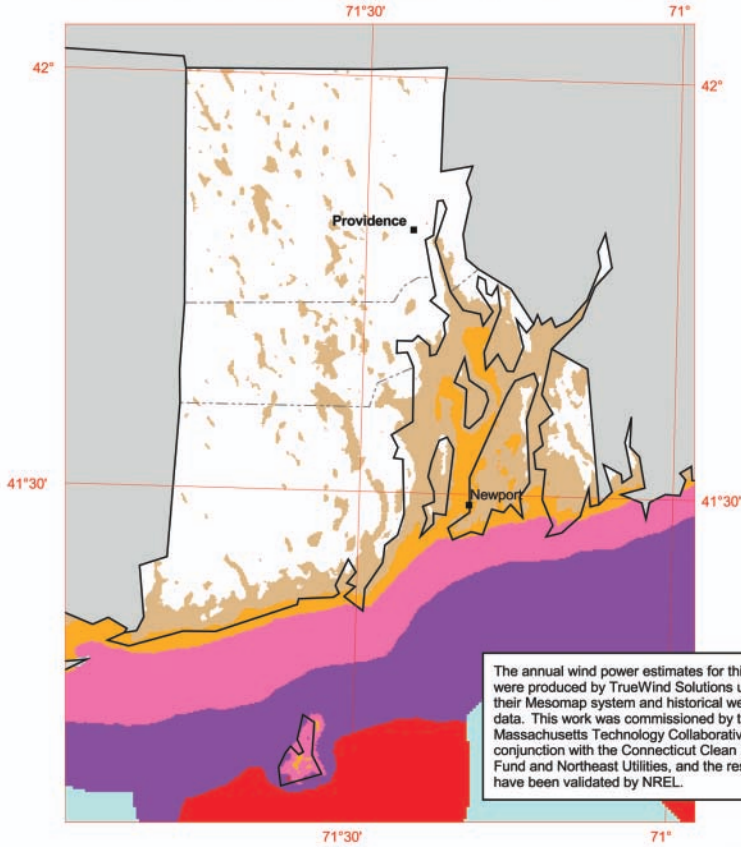 71°30' 71°
42° 42°
Providence
41°30' 41°30'
Newport
The annual wind power estimates for thi
were produced by TrueWind Solutions u
their Mesomap system and historical we
data. This work was commissioned by t
Massachusetts Technology Collaborativ
conjunction with the Connecticut Clean
Fund and Northeast Utilities, and the res
have been validated by NREL.
71°30' 71°